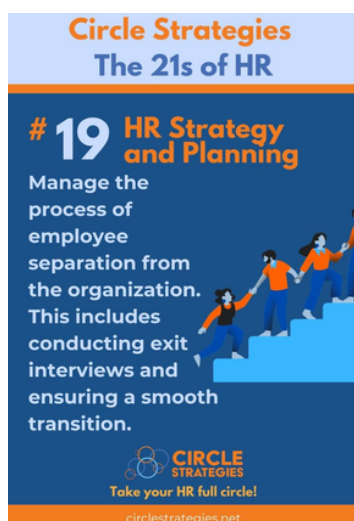 Circle Strategies
The 21s of HR
# 19 HR Strategy
and Planning
Manage the
process of
employee
separation from
the organization.
This includes
conducting exit
interviews and
ensuring a smooth
transition.
CIRCLE
STRATEGIES
Take your HR full circle!
circlestrategies.net